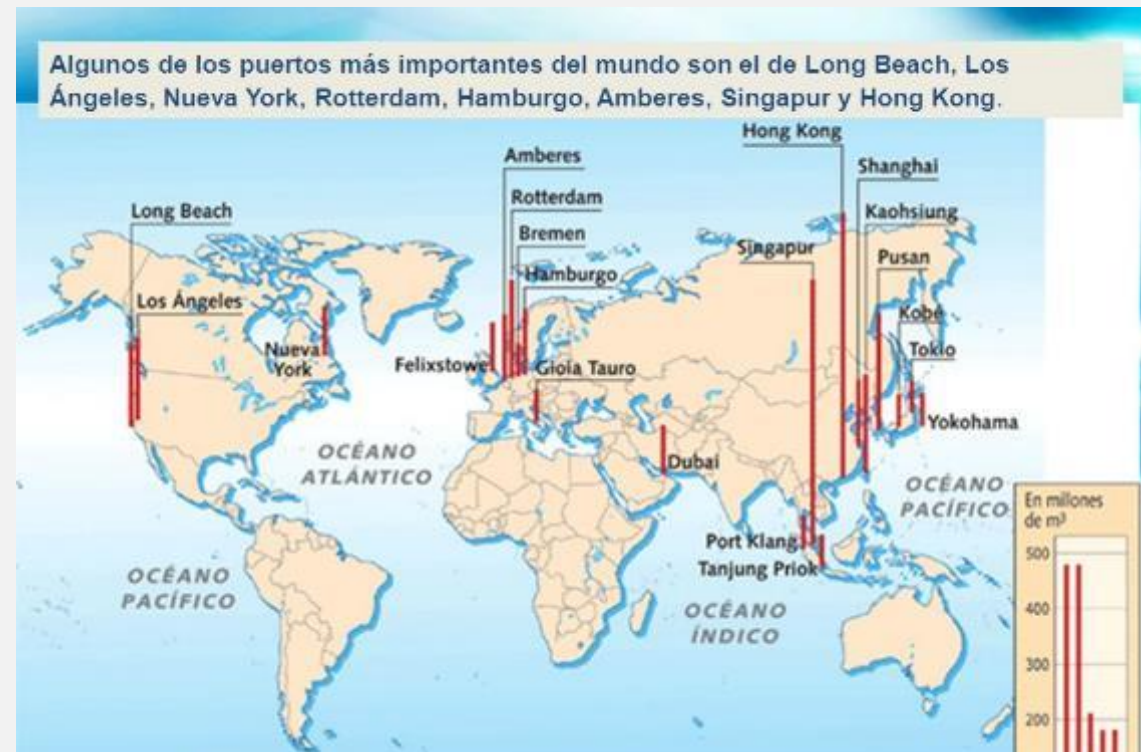 Algunos de los puertos más importantes del mundo son el de Long Beach, Los
Ángeles, Nueva York, Rotterdam, Hamburgo, Amberes, Singapur y Hong Kong.
Hong Kong
Amberes
Shanghai
Rotterdam
Long Beach
Kaohsiung
Bremen
Singapur
Pusan
Hamburgo
Los Ángeles
Kobé
Nueva
York
Tokio
Felixstowe
Gioia Tauro
Yokohama
OCÉANO
ATLÁNTICO
Dubai
OCÉANO
PACÍFICO
En millones
de m³
Port Klang
Tanjung Priok
500
OCÉANO
PACÍFICO
OCÉANO
ÍNDICO
400
300
200